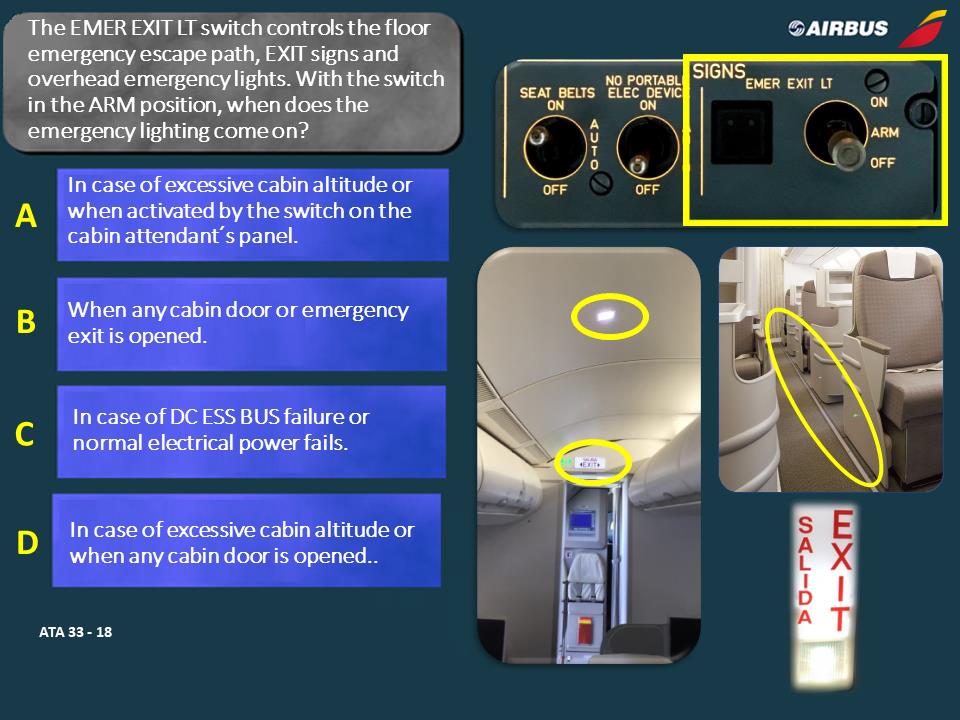 The EMER EXIT LT switch controls the floor
emergency escape path, EXIT signs and
overhead emergency lights. With the switch
in the ARM position, when does the
emergency lighting come on?
AIRBUS
A
In case of excessive cabin altitude or
when activated by the switch on the
cabin attendant´s panel.
B
When any cabin door or emergency
exit is opened.
C
In case of DC ESS BUS failure or
normal electrical power fails.
D
In case of excessive cabin altitude or
when any cabin door is opened..
ATA 33 - 18
SEAT BELTS
ON
AUTO
OFF
NO PORTABLE
ELEC DEVICE
ON
OFF
SIGNS
EMER EXIT LT
ON
ARM
OFF
SALIDA
EXIT
SALIDA
EXIT